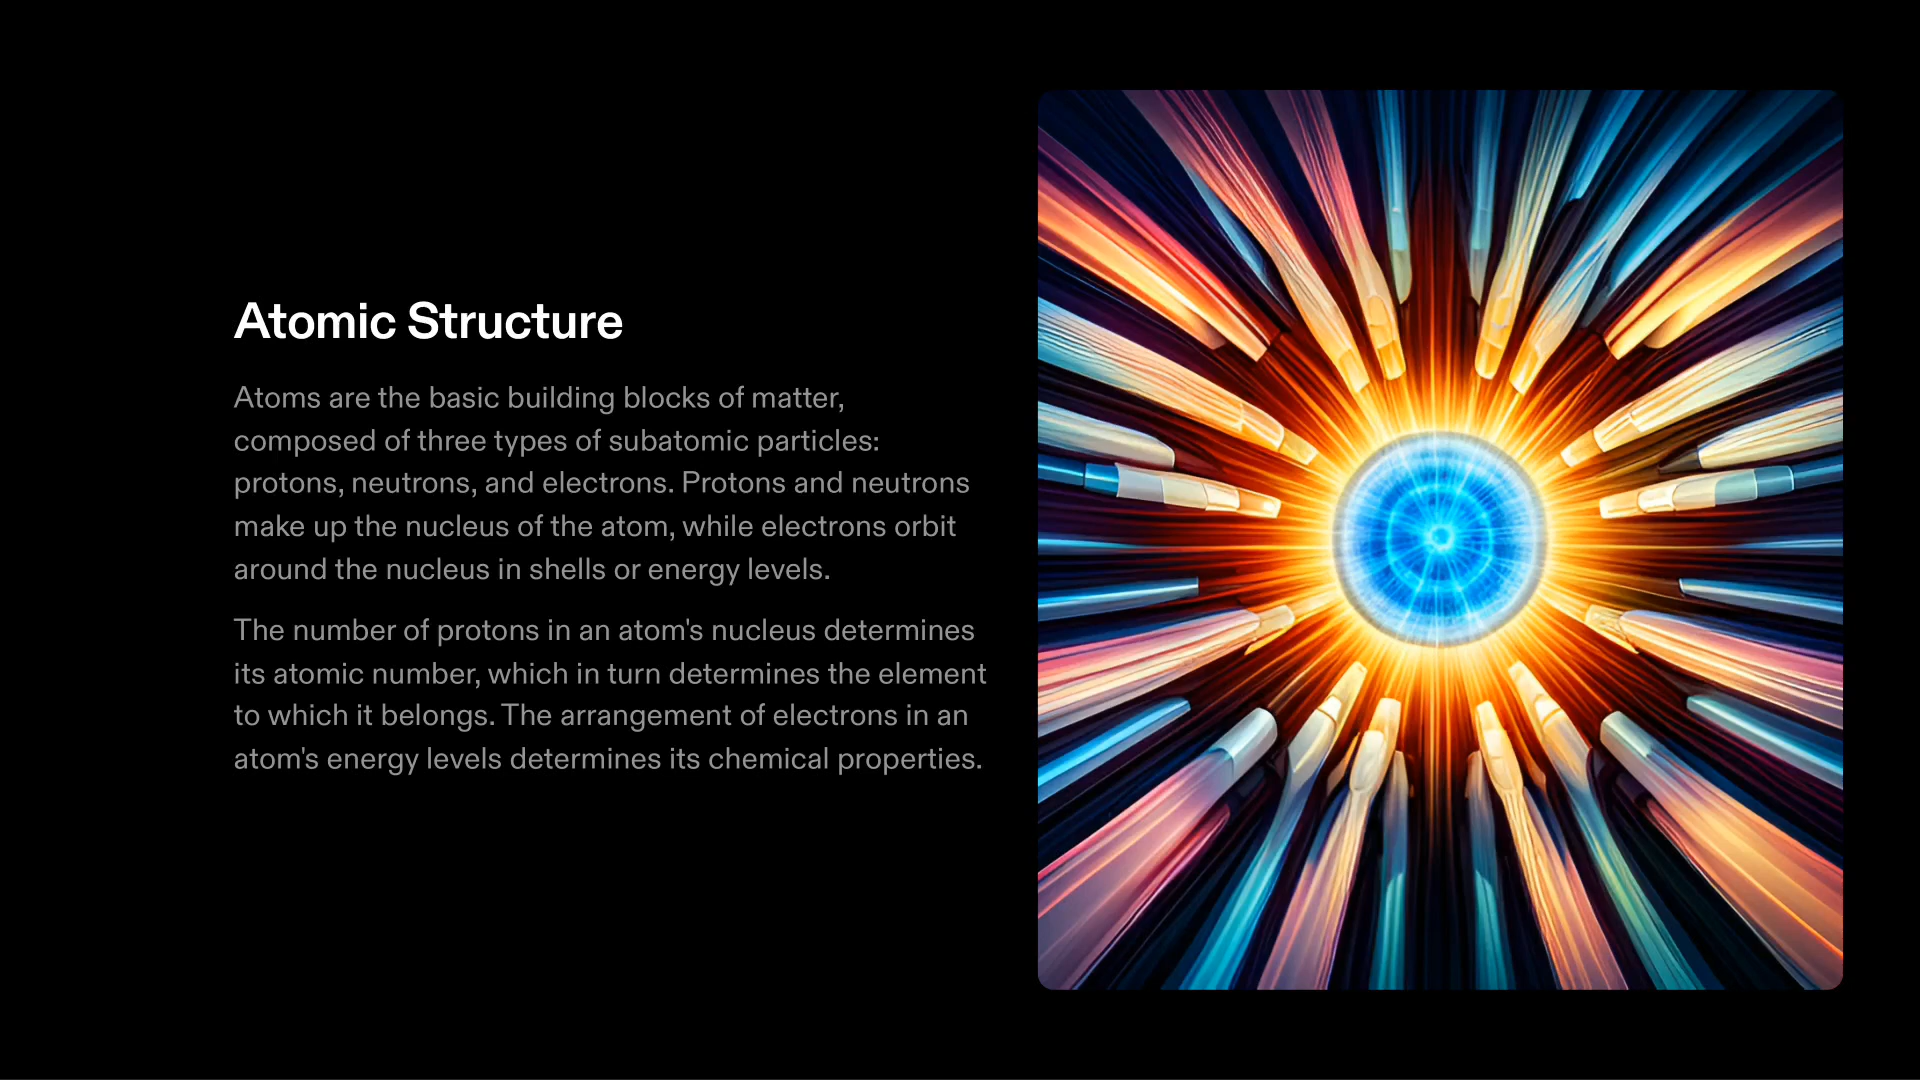 Atomic Structure
Atoms are the basic building blocks of matter,
composed of three types of subatomic particles:
protons, neutrons, and electrons. Protons and neutrons
make up the nucleus of the atom, while electrons orbit
around the nucleus in shells or energy levels.
The number of protons in an atom's nucleus determines
its atomic number, which in turn determines the element
to which it belongs. The arrangement of electrons in an
atom's energy levels determines its chemical properties.